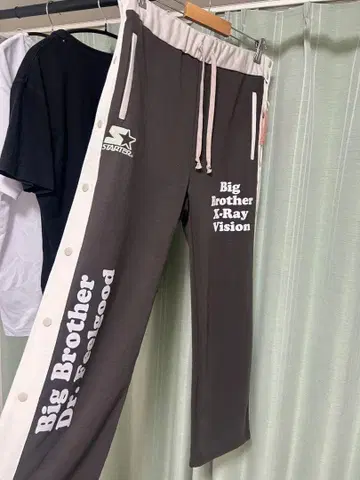 STARTER
Big
Brother
X-Ray
Vision
Big Brother
Dr. Feelgood